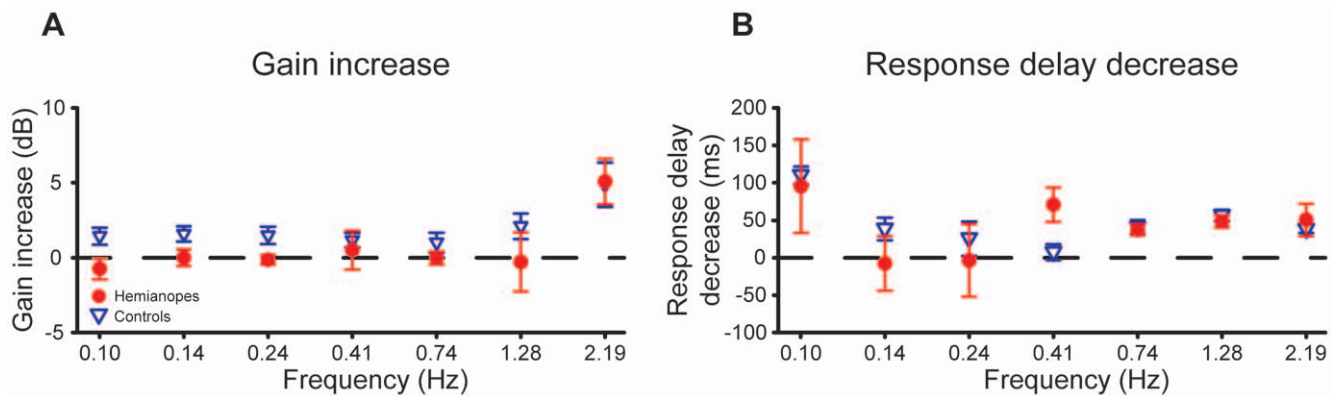 A
Gain increase
Gain increase (dB)
10
5
0
-5
Hemianopes
Controls
0.10 0.14 0.24 0.41 0.74 1.28 2.19
Frequency (Hz)
B
Response delay decrease
Response delay
decrease (ms)
200
150
100
50
0
-50
-100
0.10 0.14 0.24 0.41 0.74 1.28 2.19
Frequency (Hz)